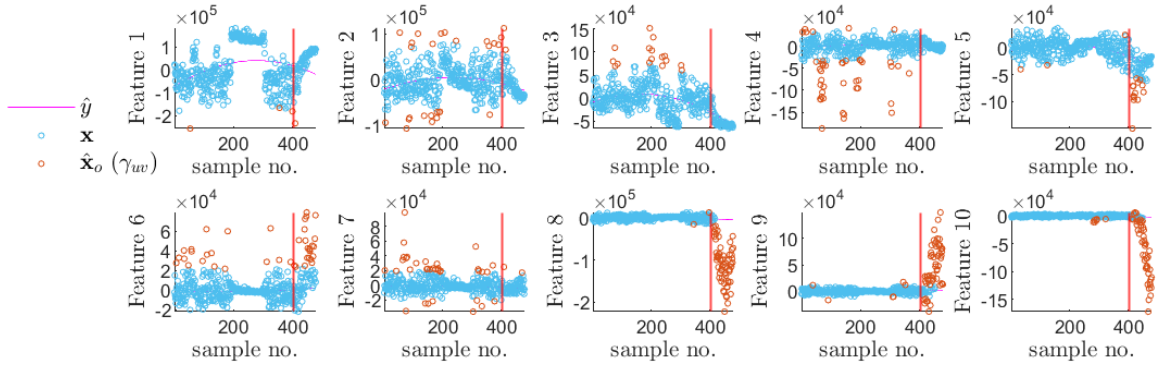 ŷ
x
x̂ₒ (γᵤᵥ)
×10⁵
1
0
-1
-2
200 400
Feature 1
sample no.
×10⁵
1
0
-1
200 400
Feature 2
sample no.
×10⁴
15
10
5
0
-5
200 400
Feature 3
sample no.
×10⁴
0
-5
-10
200 400
Feature 4
sample no.
×10⁴
0
-5
-10
200 400
Feature 5
sample no.
×10⁴
6
4
2
0
-2
200 400
Feature 6
sample no.
×10⁴
8
6
4
2
0
-2
200 400
Feature 7
sample no.
×10⁵
0
-1
-2
200 400
Feature 8
sample no.
×10⁴
10
5
0
200 400
Feature 9
sample no.
×10⁴
0
-5
-10
-15
200 400
Feature 10
sample no.